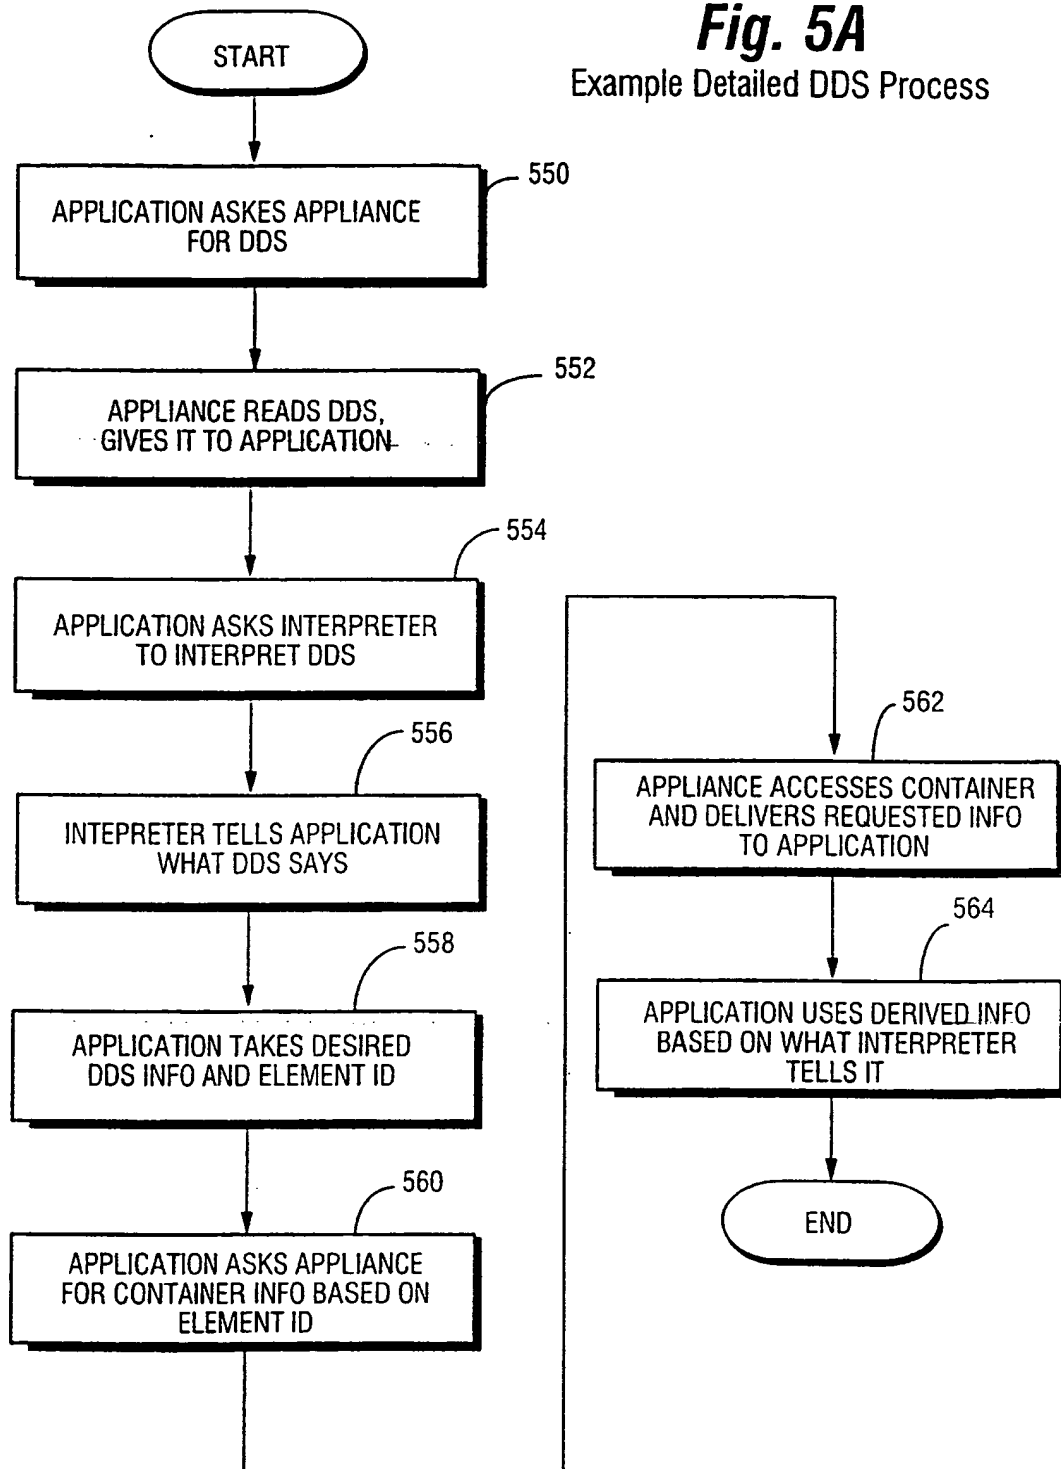 Fig. 5A
Example Detailed DDS Process
START
550
APPLICATION ASKES APPLIANCE
FOR DDS
552
APPLIANCE READS DDS,
GIVES IT TO APPLICATION
554
APPLICATION ASKS INTERPRETER
TO INTERPRET DDS
556
INTEPRETER TELLS APPLICATION
WHAT DDS SAYS
558
APPLICATION TAKES DESIRED
DDS INFO AND ELEMENT ID
560
APPLICATION ASKS APPLIANCE
FOR CONTAINER INFO BASED ON
ELEMENT ID
562
APPLIANCE ACCESSES CONTAINER
AND DELIVERS REQUESTED INFO
TO APPLICATION
564
APPLICATION USES DERIVED INFO
BASED ON WHAT INTERPRETER
TELLS IT
END